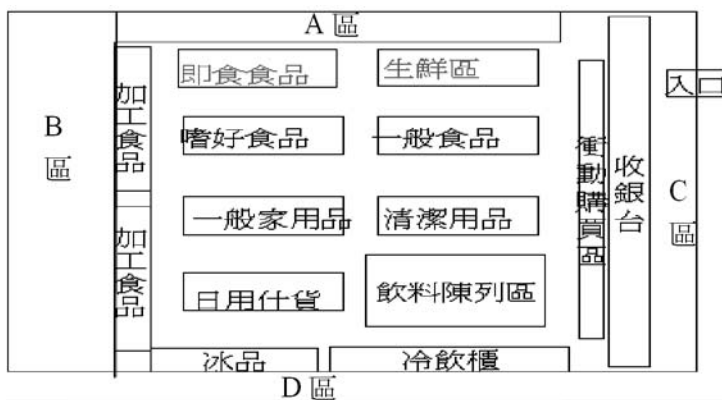 A 區
即食食品
生鮮區
入口
B 區
加工食品
嗜好食品
一般食品
衝動購買區
收銀台
C 區
一般家用品
清潔用品
加工食品
日用什貨
飲料陳列區
冰品
冷飲櫃
D 區